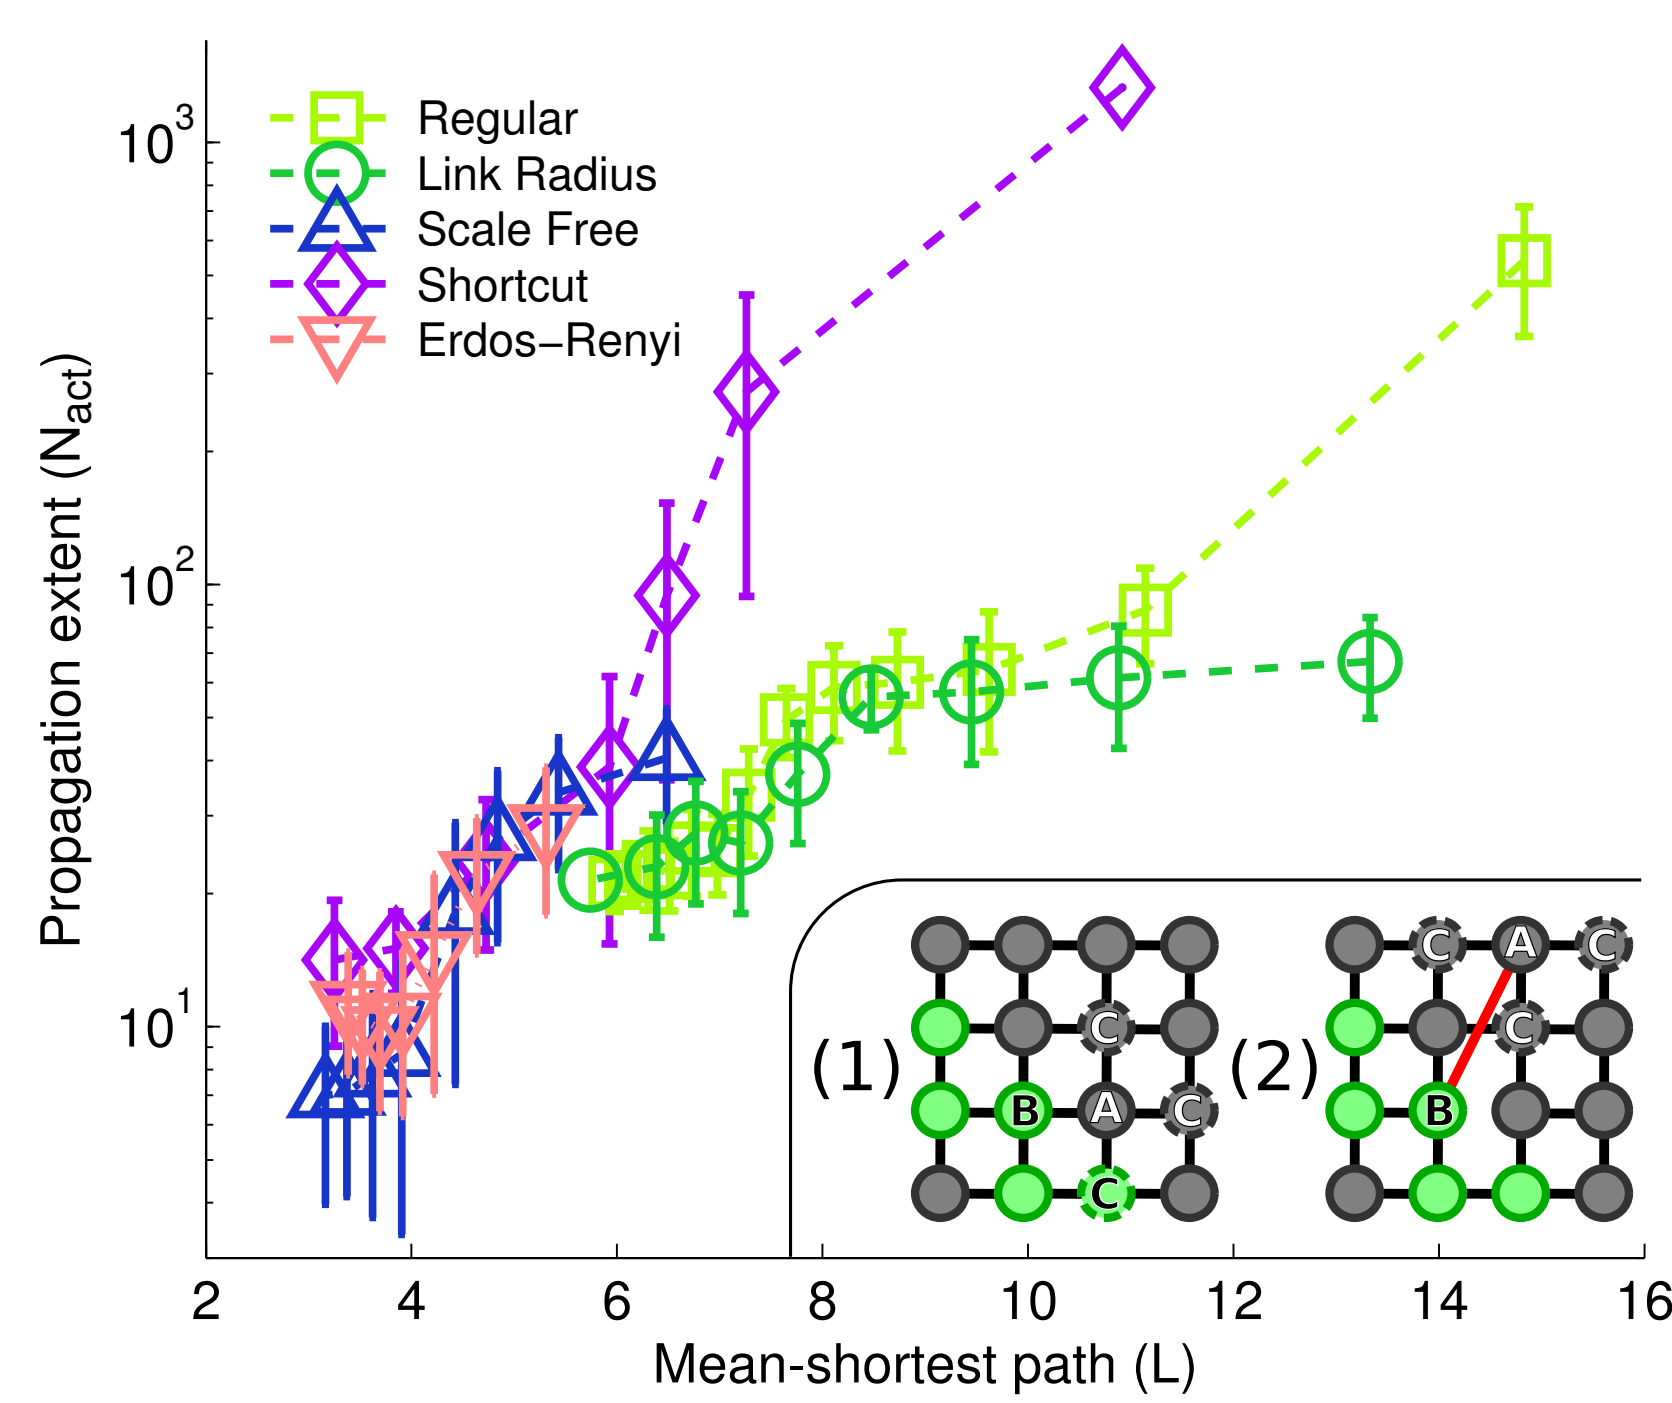 Regular
Link Radius
Scale Free
Shortcut
Erdos−Renyi
10³
10²
10¹
Propagation extent (Nact)
2 4 6 8 10 12 14 16
Mean-shortest path (L)
(1)
C
B A C
C
(2)
C A C
C
B